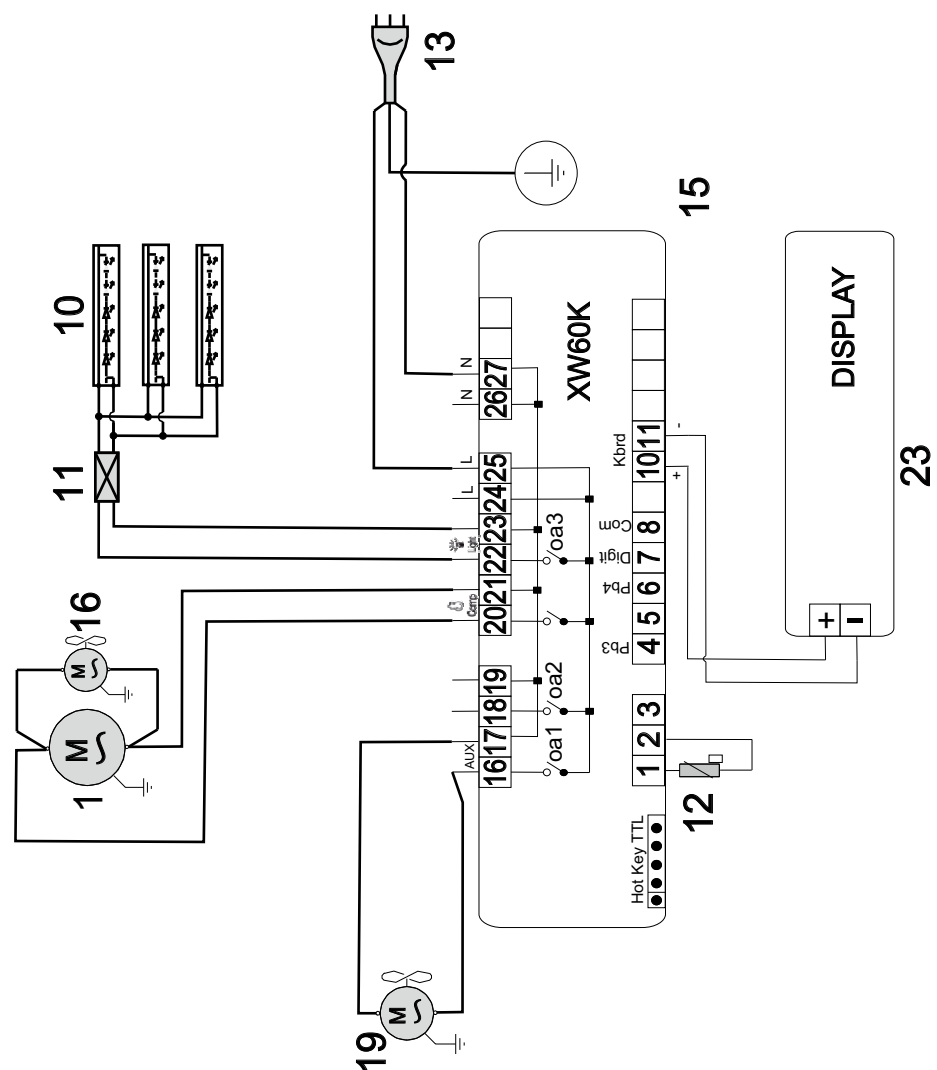 10
11
16
M
M
1
13
M
19
AUX
Comp
Light
L
L
N
N
16 17 18 19 20 21 22 23 24 25 26 27
oa1
oa2
oa3
XW60K
15
Hot Key TTL
Pb3
Pb4
Digit
Com
Kbrd
1 2 3 4 5 6 7 8 10 11
+
-
12
DISPLAY
+
-
23